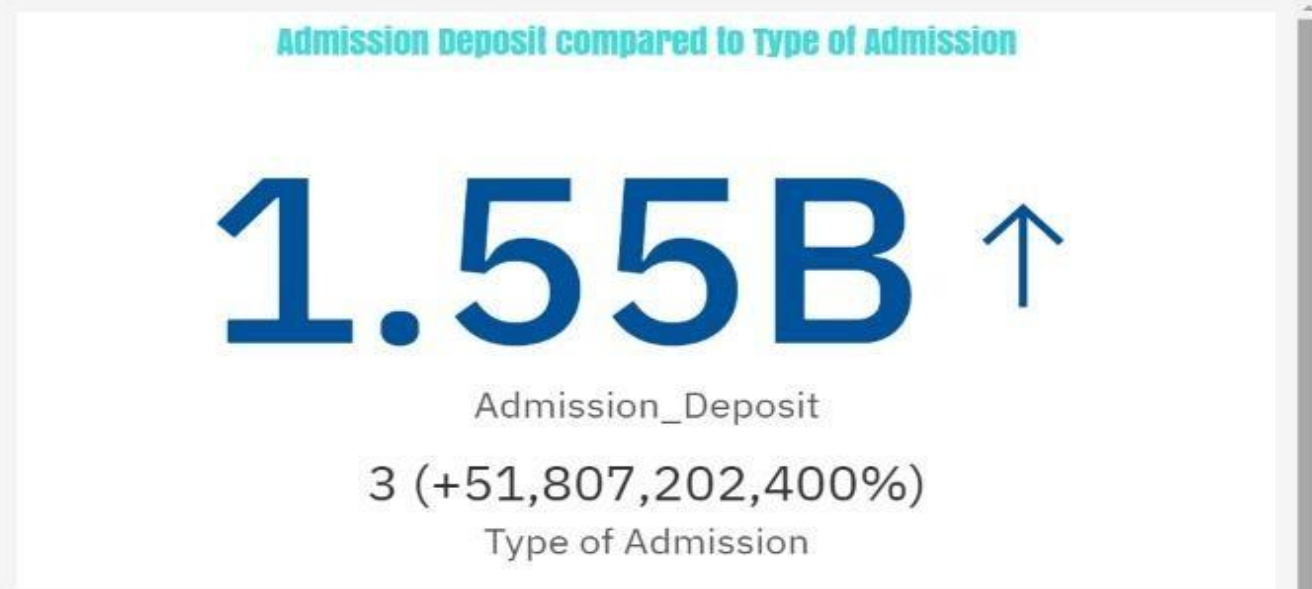 Admission Deposit compared to Type of Admission
1.55B ↑
Admission_Deposit
3 (+51,807,202,400%)
Type of Admission